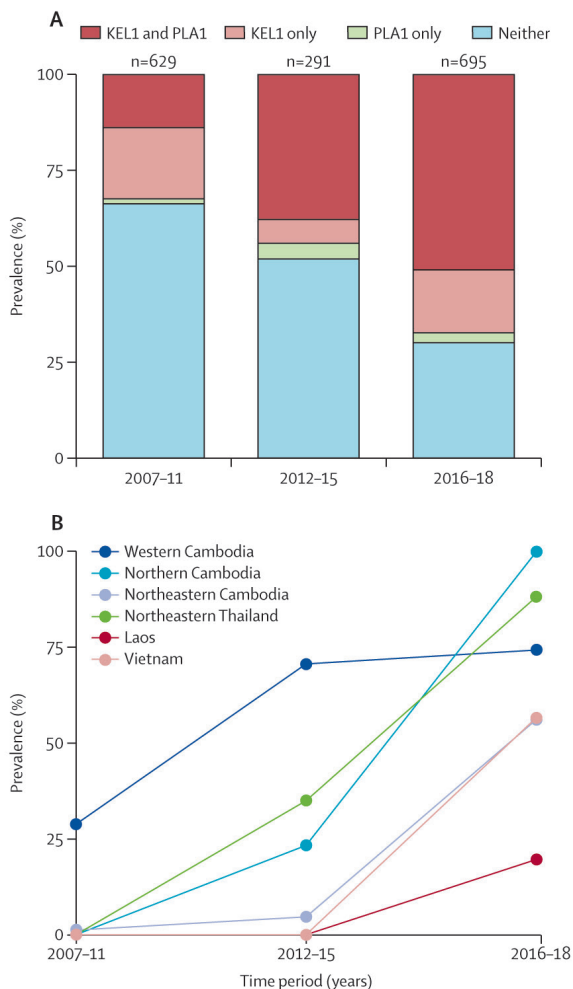 A
KEL1 and PLA1 KEL1 only PLA1 only Neither
n=629 n=291 n=695
100
75
50
25
0
Prevalence (%)
2007–11 2012–15 2016–18
B
Western Cambodia
Northern Cambodia
Northeastern Cambodia
Northeastern Thailand
Laos
Vietnam
100
75
50
25
0
Prevalence (%)
2007–11 2012–15 2016–18
Time period (years)